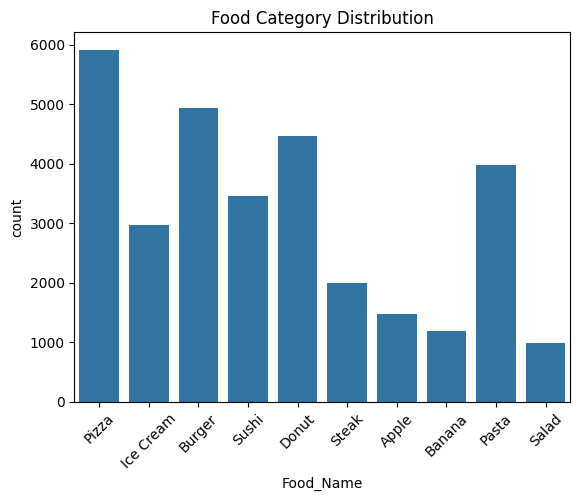 Food Category Distribution
count
6000
5000
4000
3000
2000
1000
0
Pizza
Ice Cream
Burger
Sushi
Donut
Steak
Apple
Banana
Pasta
Salad
Food_Name